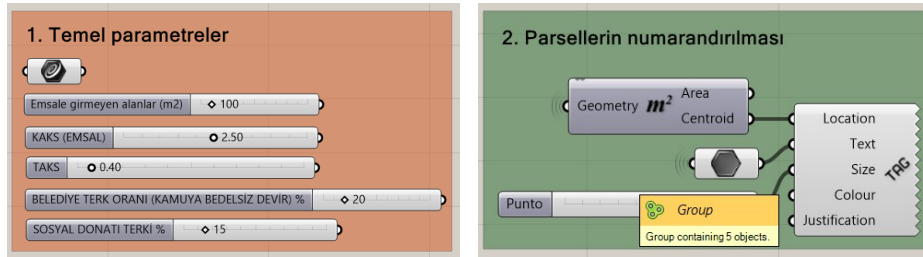 1. Temel parametreler
Emsale girmeyen alanlar (m2) 100
KAKS (EMSAL) 2.50
TAKS 0.40
BELEDİYE TERK ORANI (KAMUYA BEDELSİZ DEVİR) % 20
SOSYAL DONATI TERKİ % 15
2. Parsellerin numarandırılması
Geometry m² Area
Centroid
Location
Text
Size
Colour
Justification
TAG
Punto
Group
Group containing 5 objects.